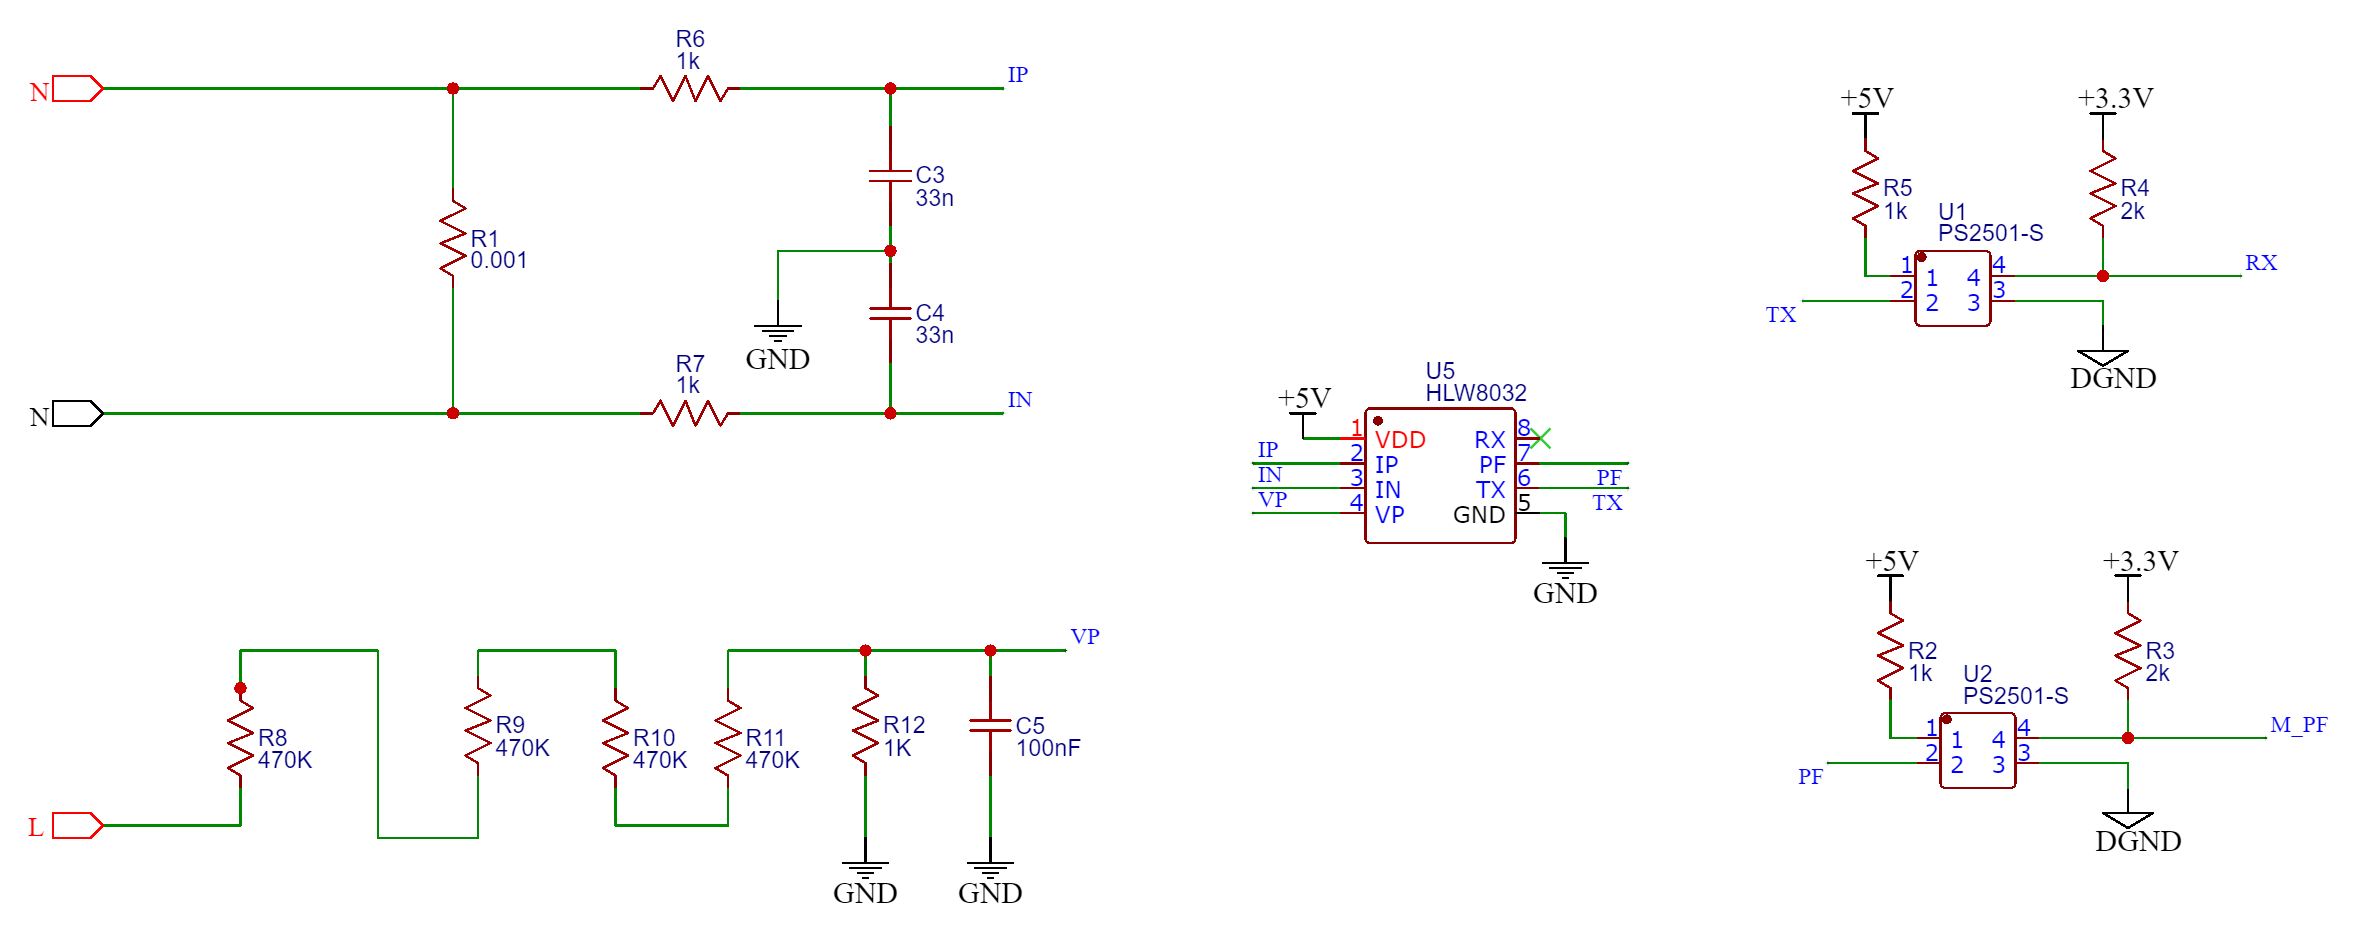 N
R6
1k
IP
C3
33n
R1
0.001
GND
C4
33n
R7
1k
N
IN
VP
R8
470K
R9
470K
R10
470K
R11
470K
R12
1K
C5
100nF
L
GND
GND
U5
HLW8032
+5V
1 VDD RX 8
IP 2 IP PF 7 PF
IN 3 IN TX 6 TX
VP 4 VP GND 5
GND
+5V
+3.3V
R5
1k
R4
2k
U1
PS2501-S
1 1 4 4 RX
TX 2 2 3 3
DGND
+5V
+3.3V
R2
1k
R3
2k
U2
PS2501-S
1 1 4 4 M_PF
PF 2 2 3 3
DGND